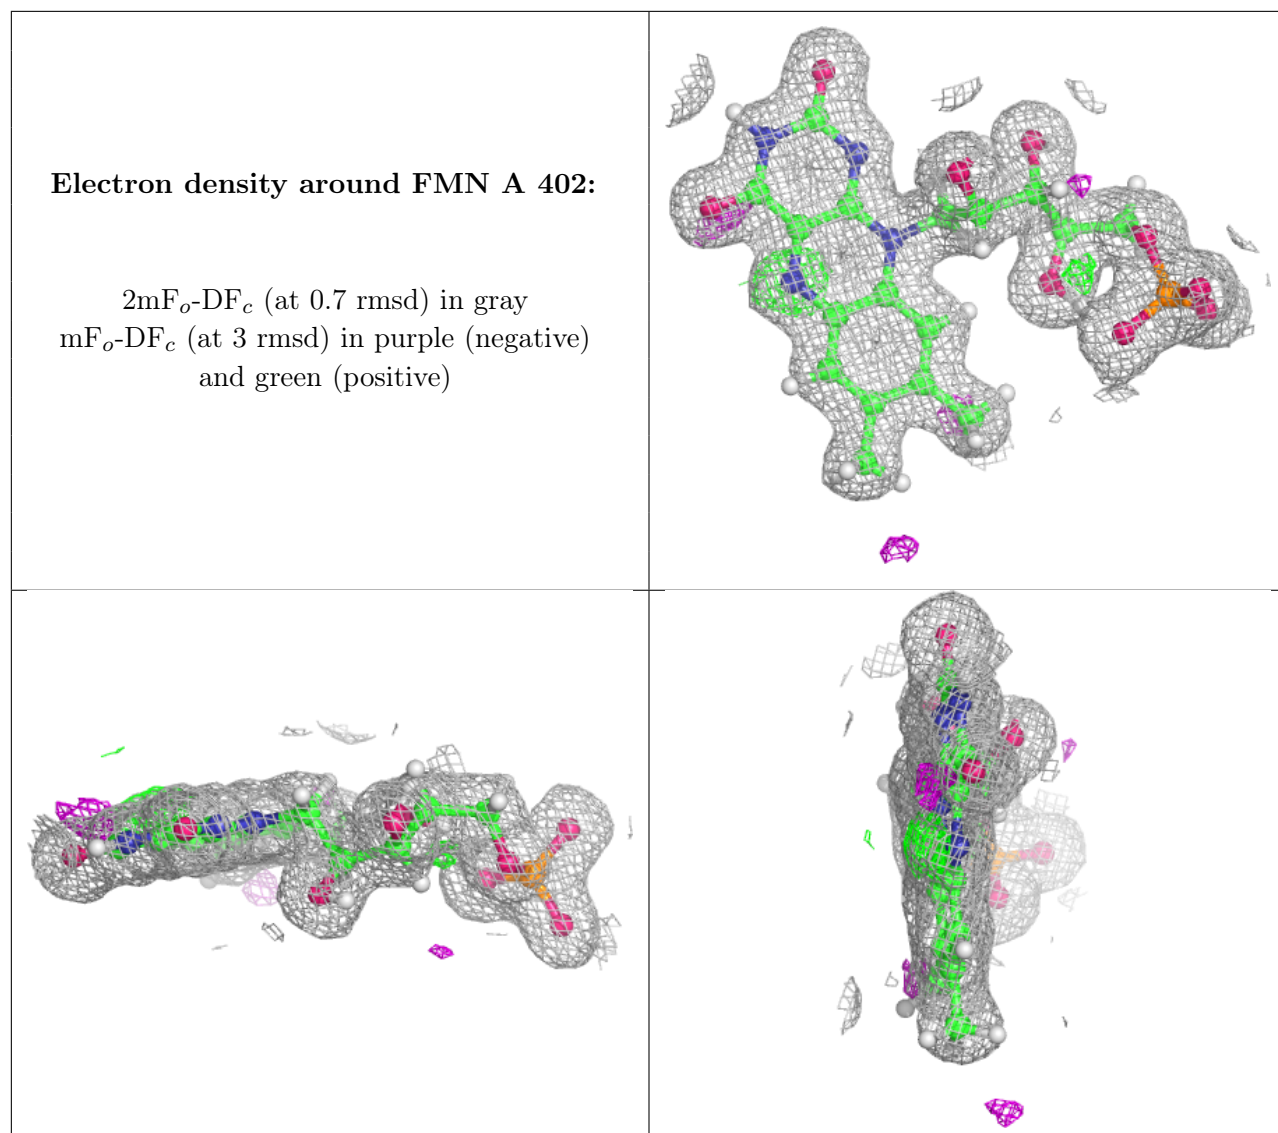 Electron density around FMN A 402:
2mFo-DFc (at 0.7 rmsd) in gray
mFo-DFc (at 3 rmsd) in purple (negative)
and green (positive)